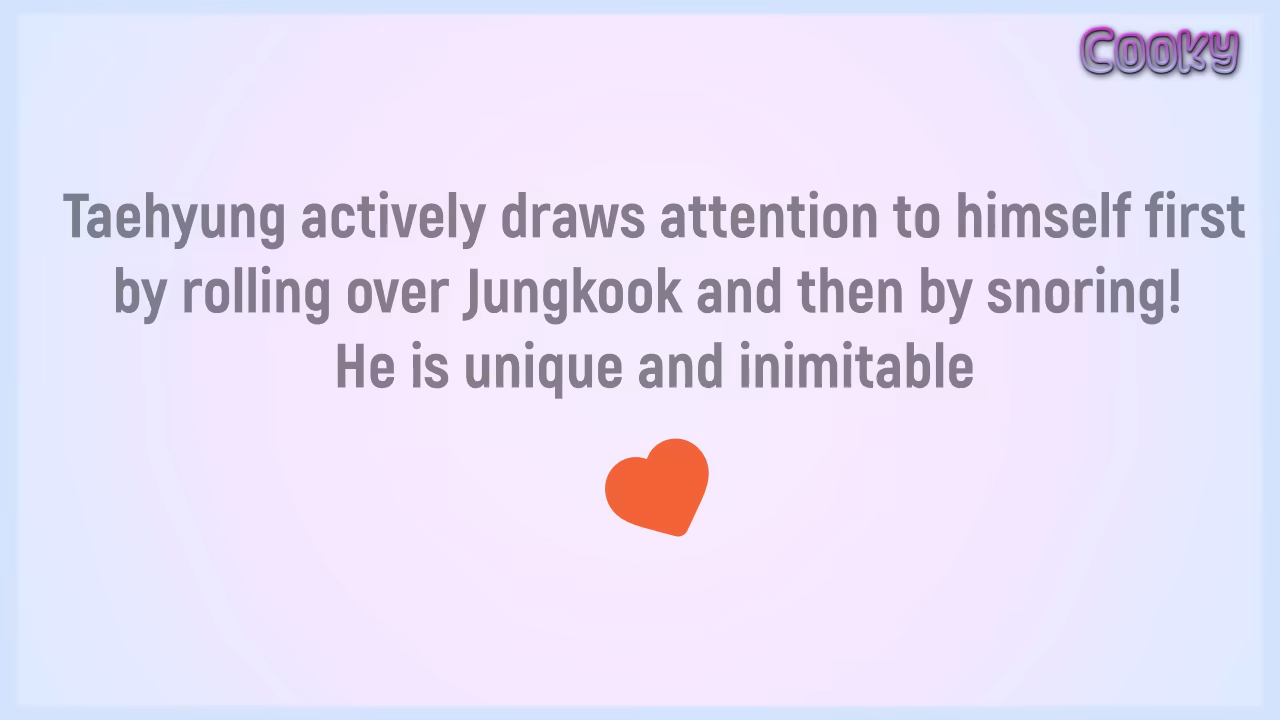 Cooky
Taehyung actively draws attention to himself first
by rolling over Jungkook and then by snoring!
He is unique and inimitable